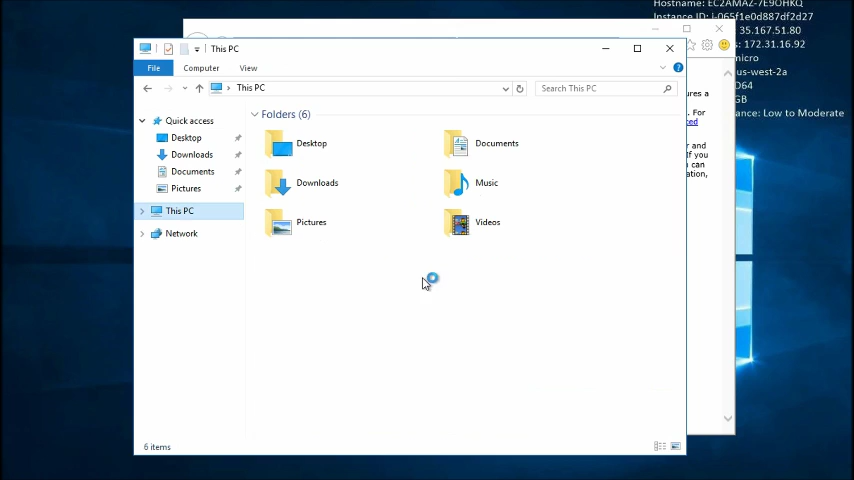 Hostname: EC2AMAZ-7E9OHKQ
Instance ID: i-065f1e0d887df2d27
35.167.51.80
s: 172.31.16.92
micro
us-west-2a
D64
GB
ance: Low to Moderate
This PC
File
Computer
View
This PC
Search This PC
Quick access
Desktop
Downloads
Documents
Pictures
This PC
Network
Folders (6)
Desktop
Documents
Downloads
Music
Pictures
Videos
6 items
ures a
. For
ted
r and
If you
can
ation,